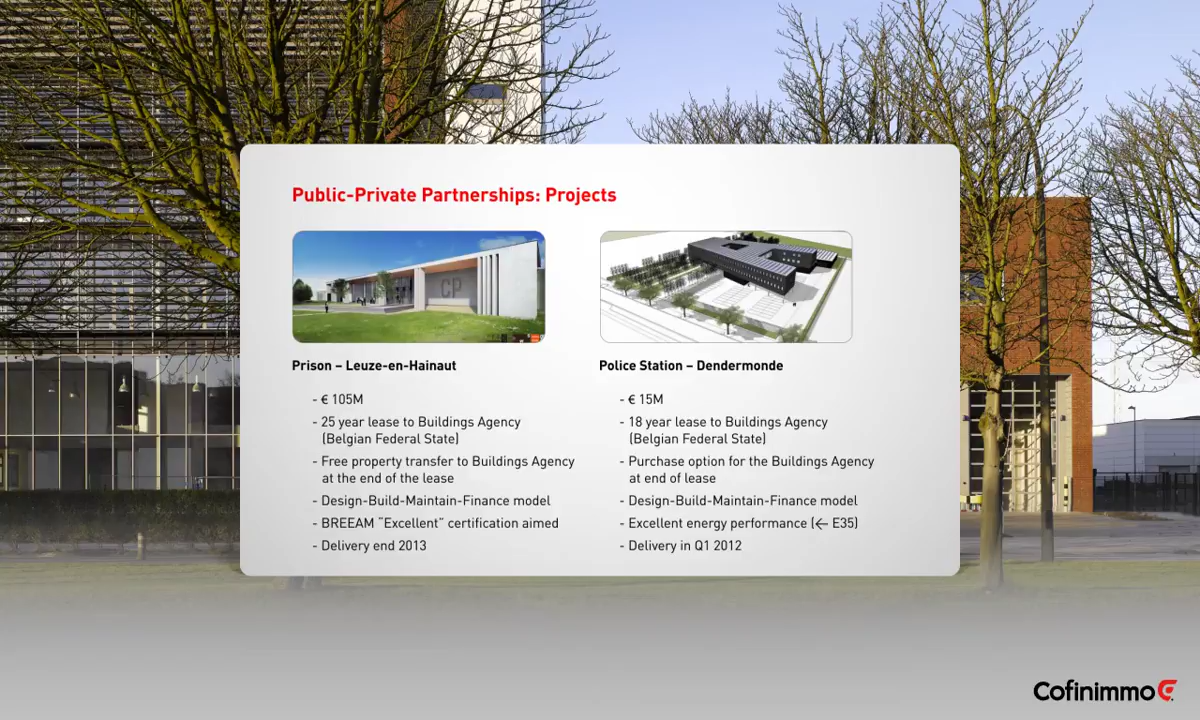 Public-Private Partnerships: Projects
CP
Prison – Leuze-en-Hainaut
- € 105M
- 25 year lease to Buildings Agency
(Belgian Federal State)
- Free property transfer to Buildings Agency
at the end of the lease
- Design-Build-Maintain-Finance model
- BREEAM “Excellent” certification aimed
- Delivery end 2013
Police Station – Dendermonde
- € 15M
- 18 year lease to Buildings Agency
(Belgian Federal State)
- Purchase option for the Buildings Agency
at end of lease
- Design-Build-Maintain-Finance model
- Excellent energy performance (<- E35)
- Delivery in Q1 2012
Cofinimmo